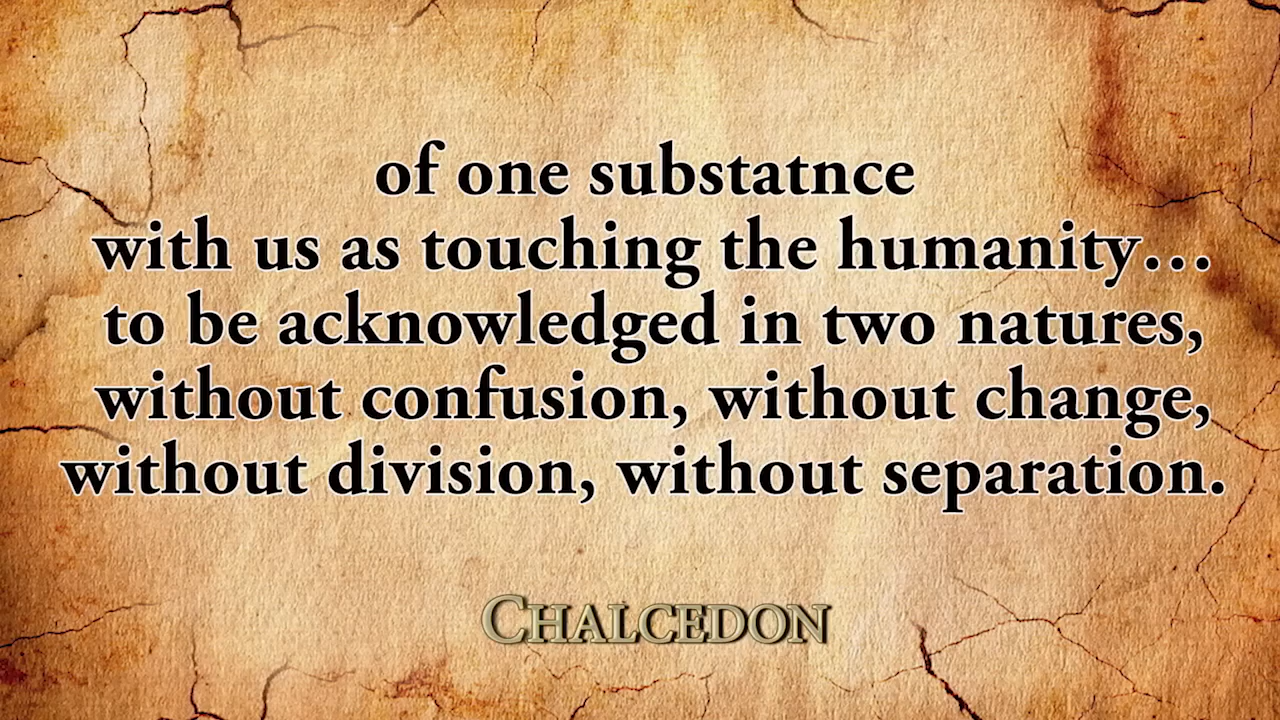 of one substatnce
with us as touching the humanity…
to be acknowledged in two natures,
without confusion, without change,
without division, without separation.
CHALCEDON